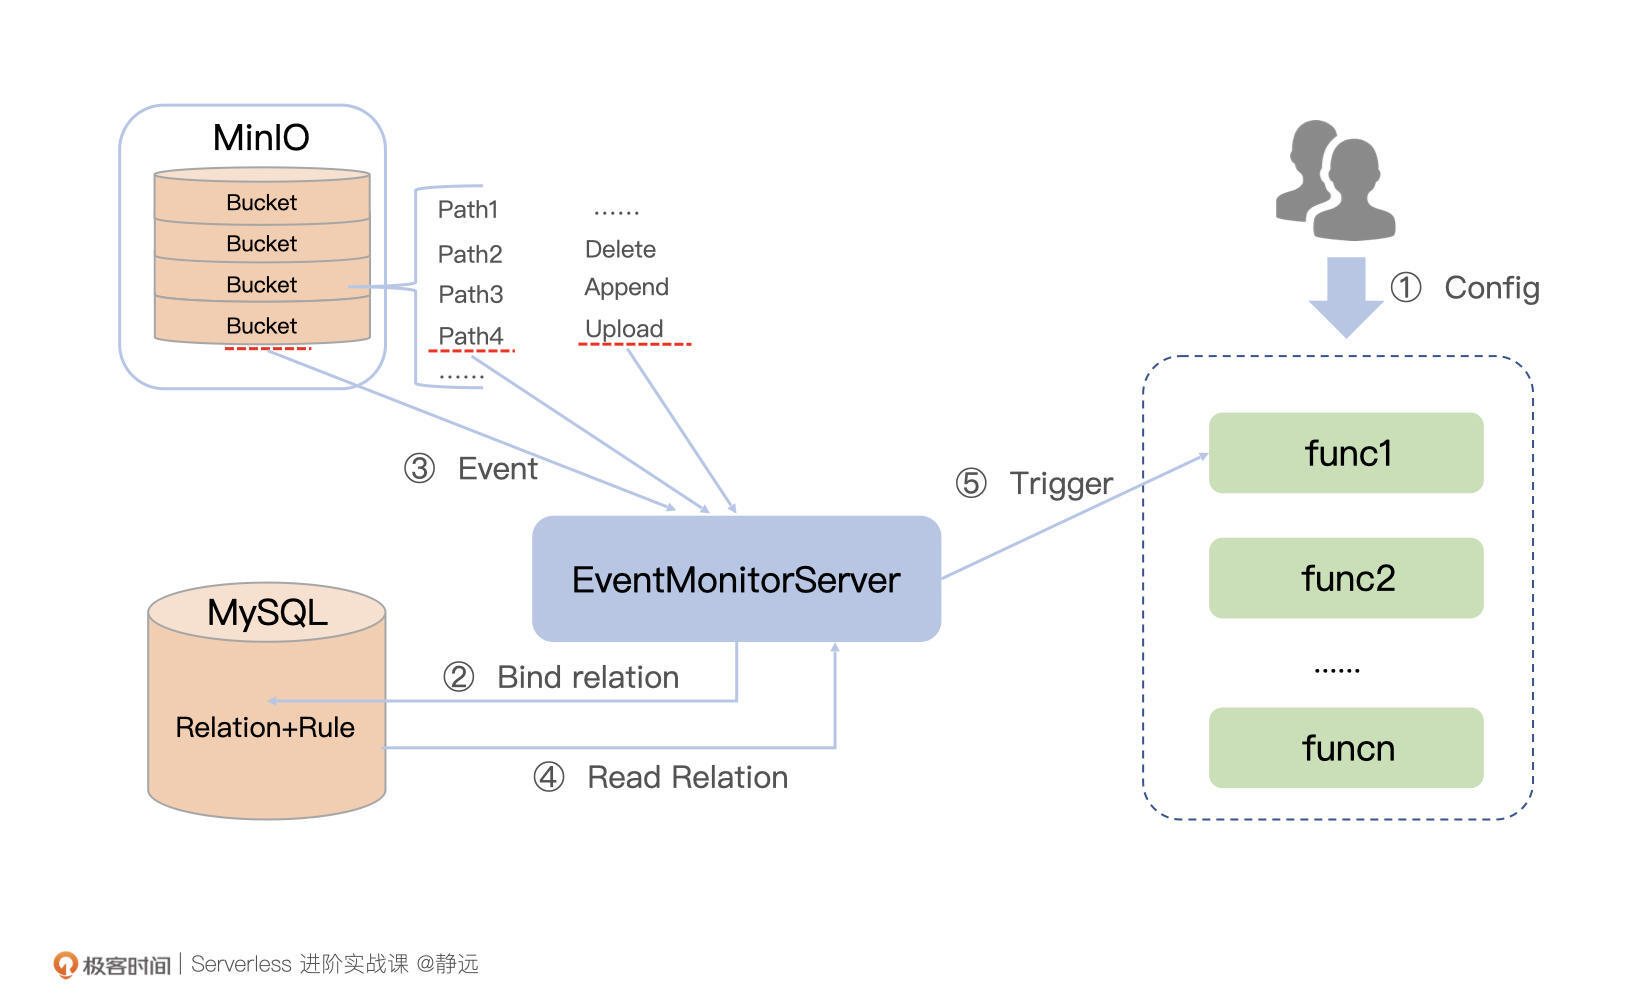 MinIO
Bucket
Bucket
Bucket
Bucket
Path1
Path2
Path3
Path4
......
......
Delete
Append
Upload
① Config
③ Event
⑤ Trigger
func1
func2
......
funcn
EventMonitorServer
MySQL
Relation+Rule
② Bind relation
④ Read Relation
极客时间 | Serverless 进阶实战课 @静远